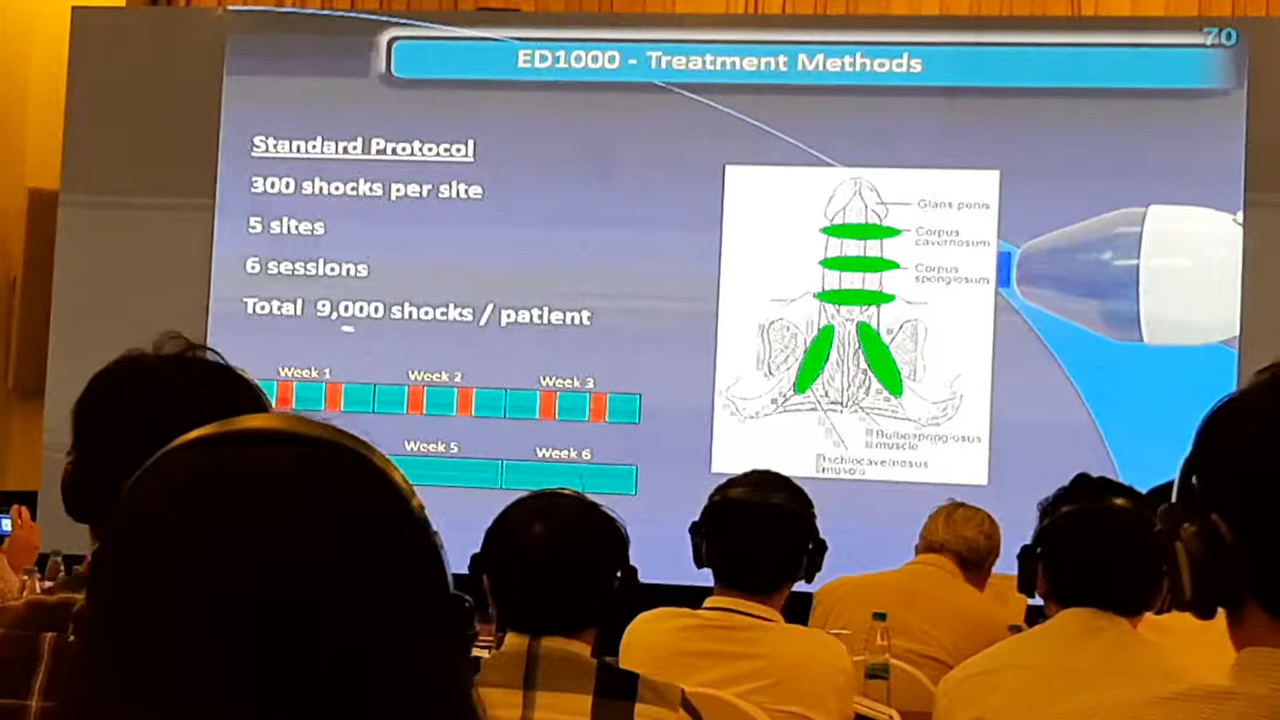 70
ED1000 - Treatment Methods
Standard Protocol
300 shocks per site
5 sites
6 sessions
Total 9,000 shocks / patient
Week 1 Week 2 Week 3
Week 5 Week 6
Glans penis
Corpus
cavernosum
Corpus
spongiosum
Bulbospongiosus
muscle
Ischiocavernosus
muscle